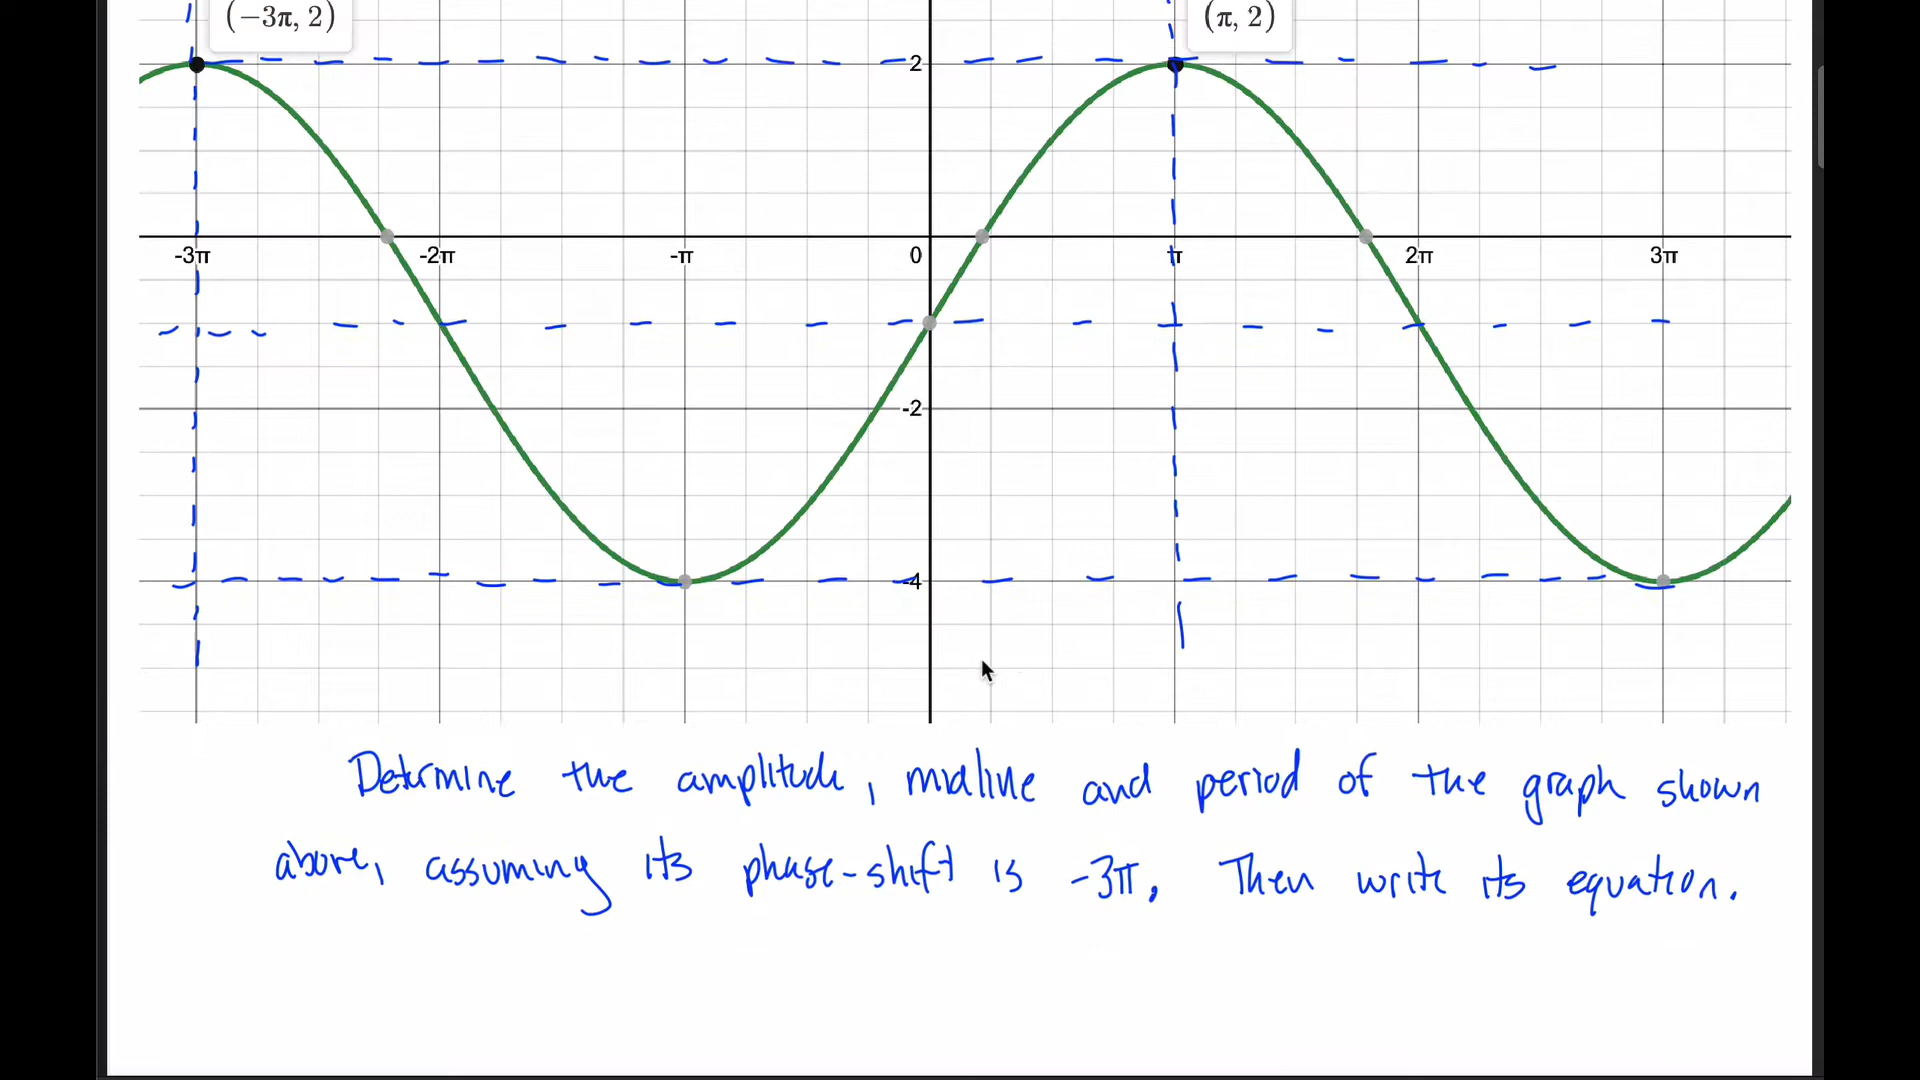 (−3π, 2)
(π, 2)
2
-3π
-2π
-π
0
π
2π
3π
-2
-4
Determine the amplitude, midline and period of the graph shown
above, assuming its phase-shift is -3π. Then write its equation.